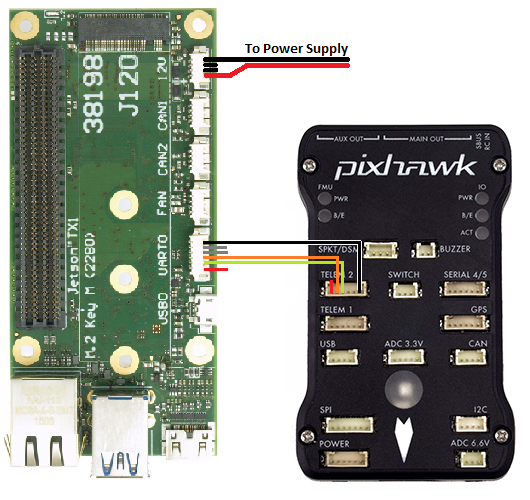 To Power Supply
38198
J120
12V
CAN1
CAN2
FAN
UART0
USB0
Jetson TX1
M.2 Key M (2280)
AUX OUT
MAIN OUT
SBUS
RC IN
pixhawk
FMU
PWR
B/E
IO
PWR
B/E
ACT
SPKT/DSM
BUZZER
TELEM 2
SWITCH
SERIAL 4/5
TELEM 1
GPS
USB
ADC 3.3V
CAN
SPI
I2C
POWER
ADC 6.6V